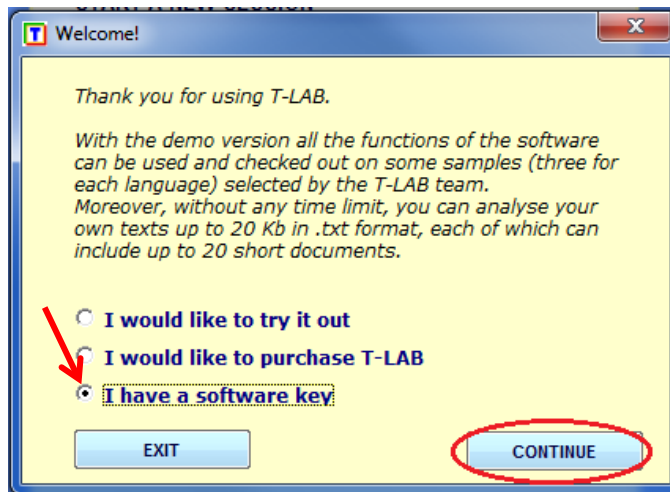 START A NEW SESSION
T Welcome!
Thank you for using T-LAB.
With the demo version all the functions of the software
can be used and checked out on some samples (three for
each language) selected by the T-LAB team.
Moreover, without any time limit, you can analyse your
own texts up to 20 Kb in .txt format, each of which can
include up to 20 short documents.
I would like to try it out
I would like to purchase T-LAB
I have a software key
EXIT CONTINUE